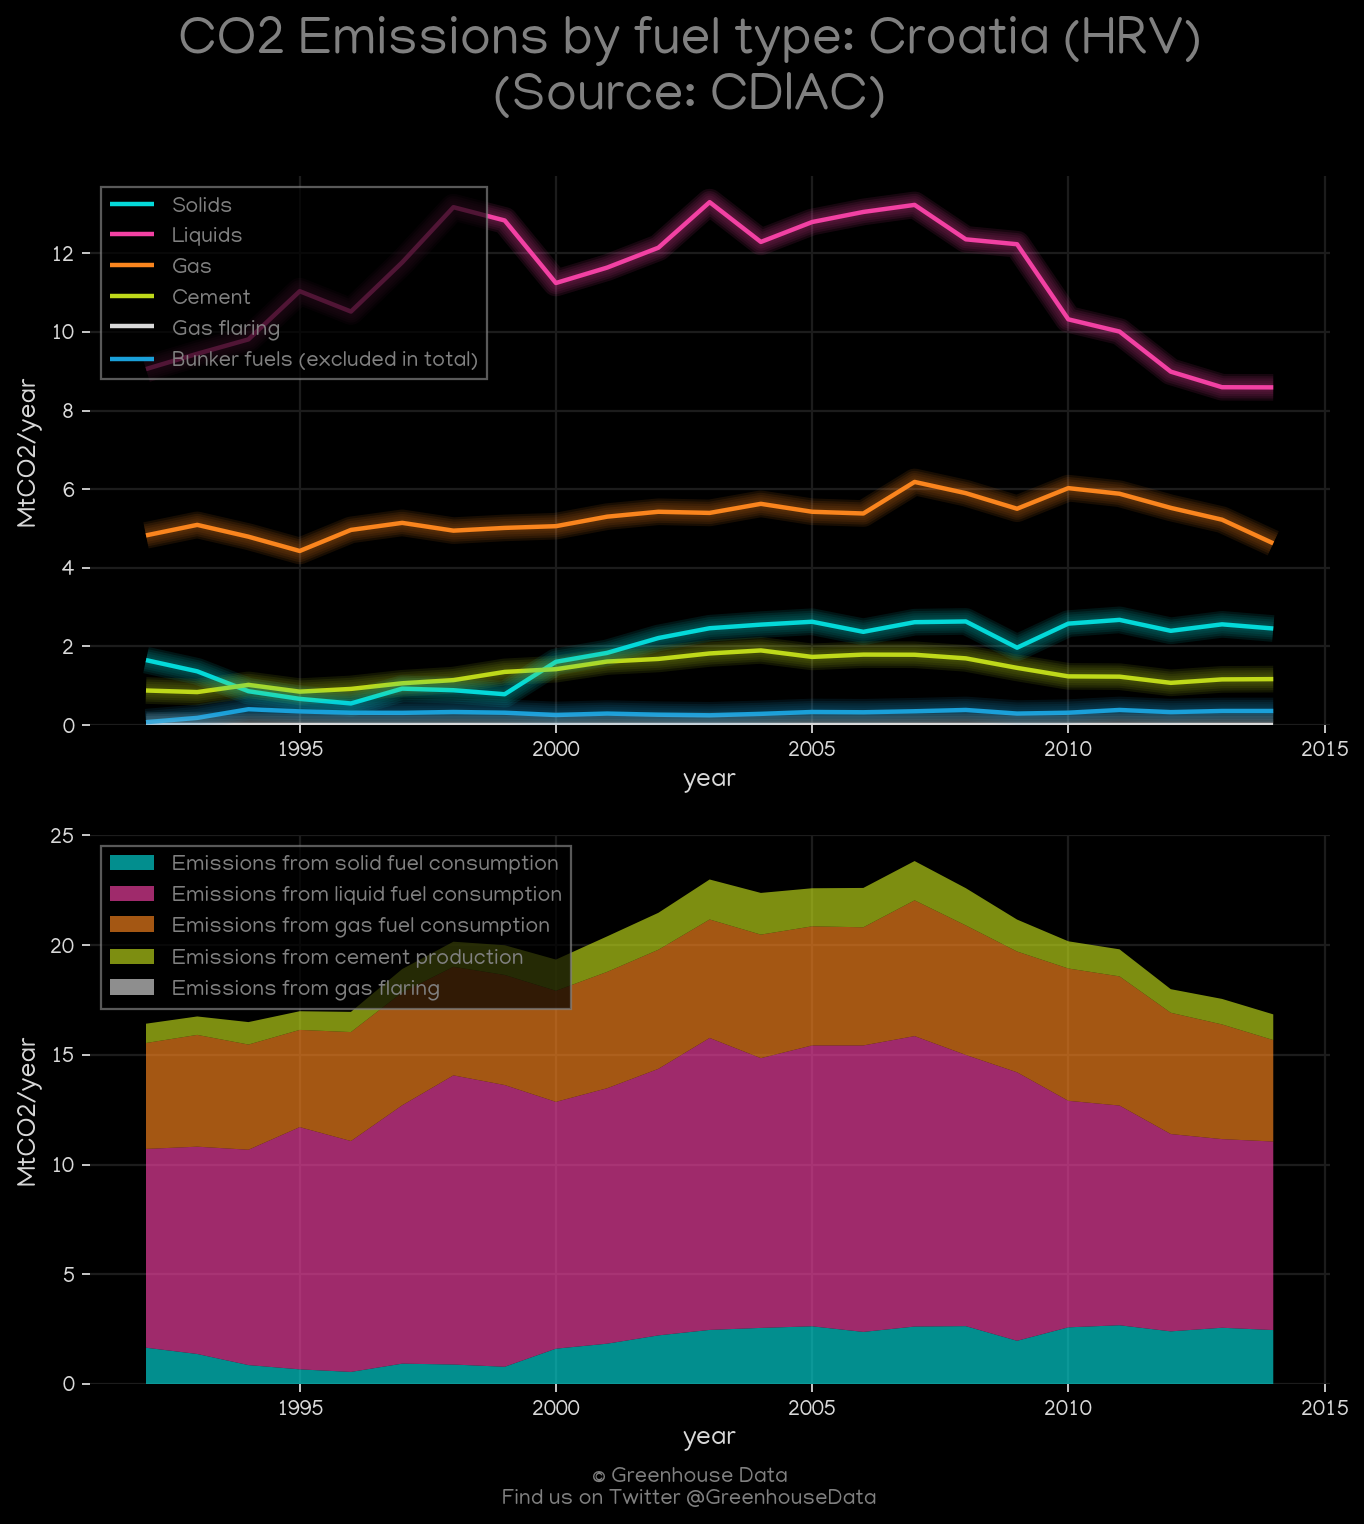 CO2 Emissions by fuel type: Croatia (HRV)
(Source: CDIAC)
Solids
Liquids
Gas
Cement
Gas flaring
Bunker fuels (excluded in total)
MtCO2/year
12
10
8
6
4
2
0
1995 2000 2005 2010 2015
year
Emissions from solid fuel consumption
Emissions from liquid fuel consumption
Emissions from gas fuel consumption
Emissions from cement production
Emissions from gas flaring
MtCO2/year
25
20
15
10
5
0
1995 2000 2005 2010 2015
year
© Greenhouse Data
Find us on Twitter @GreenhouseData